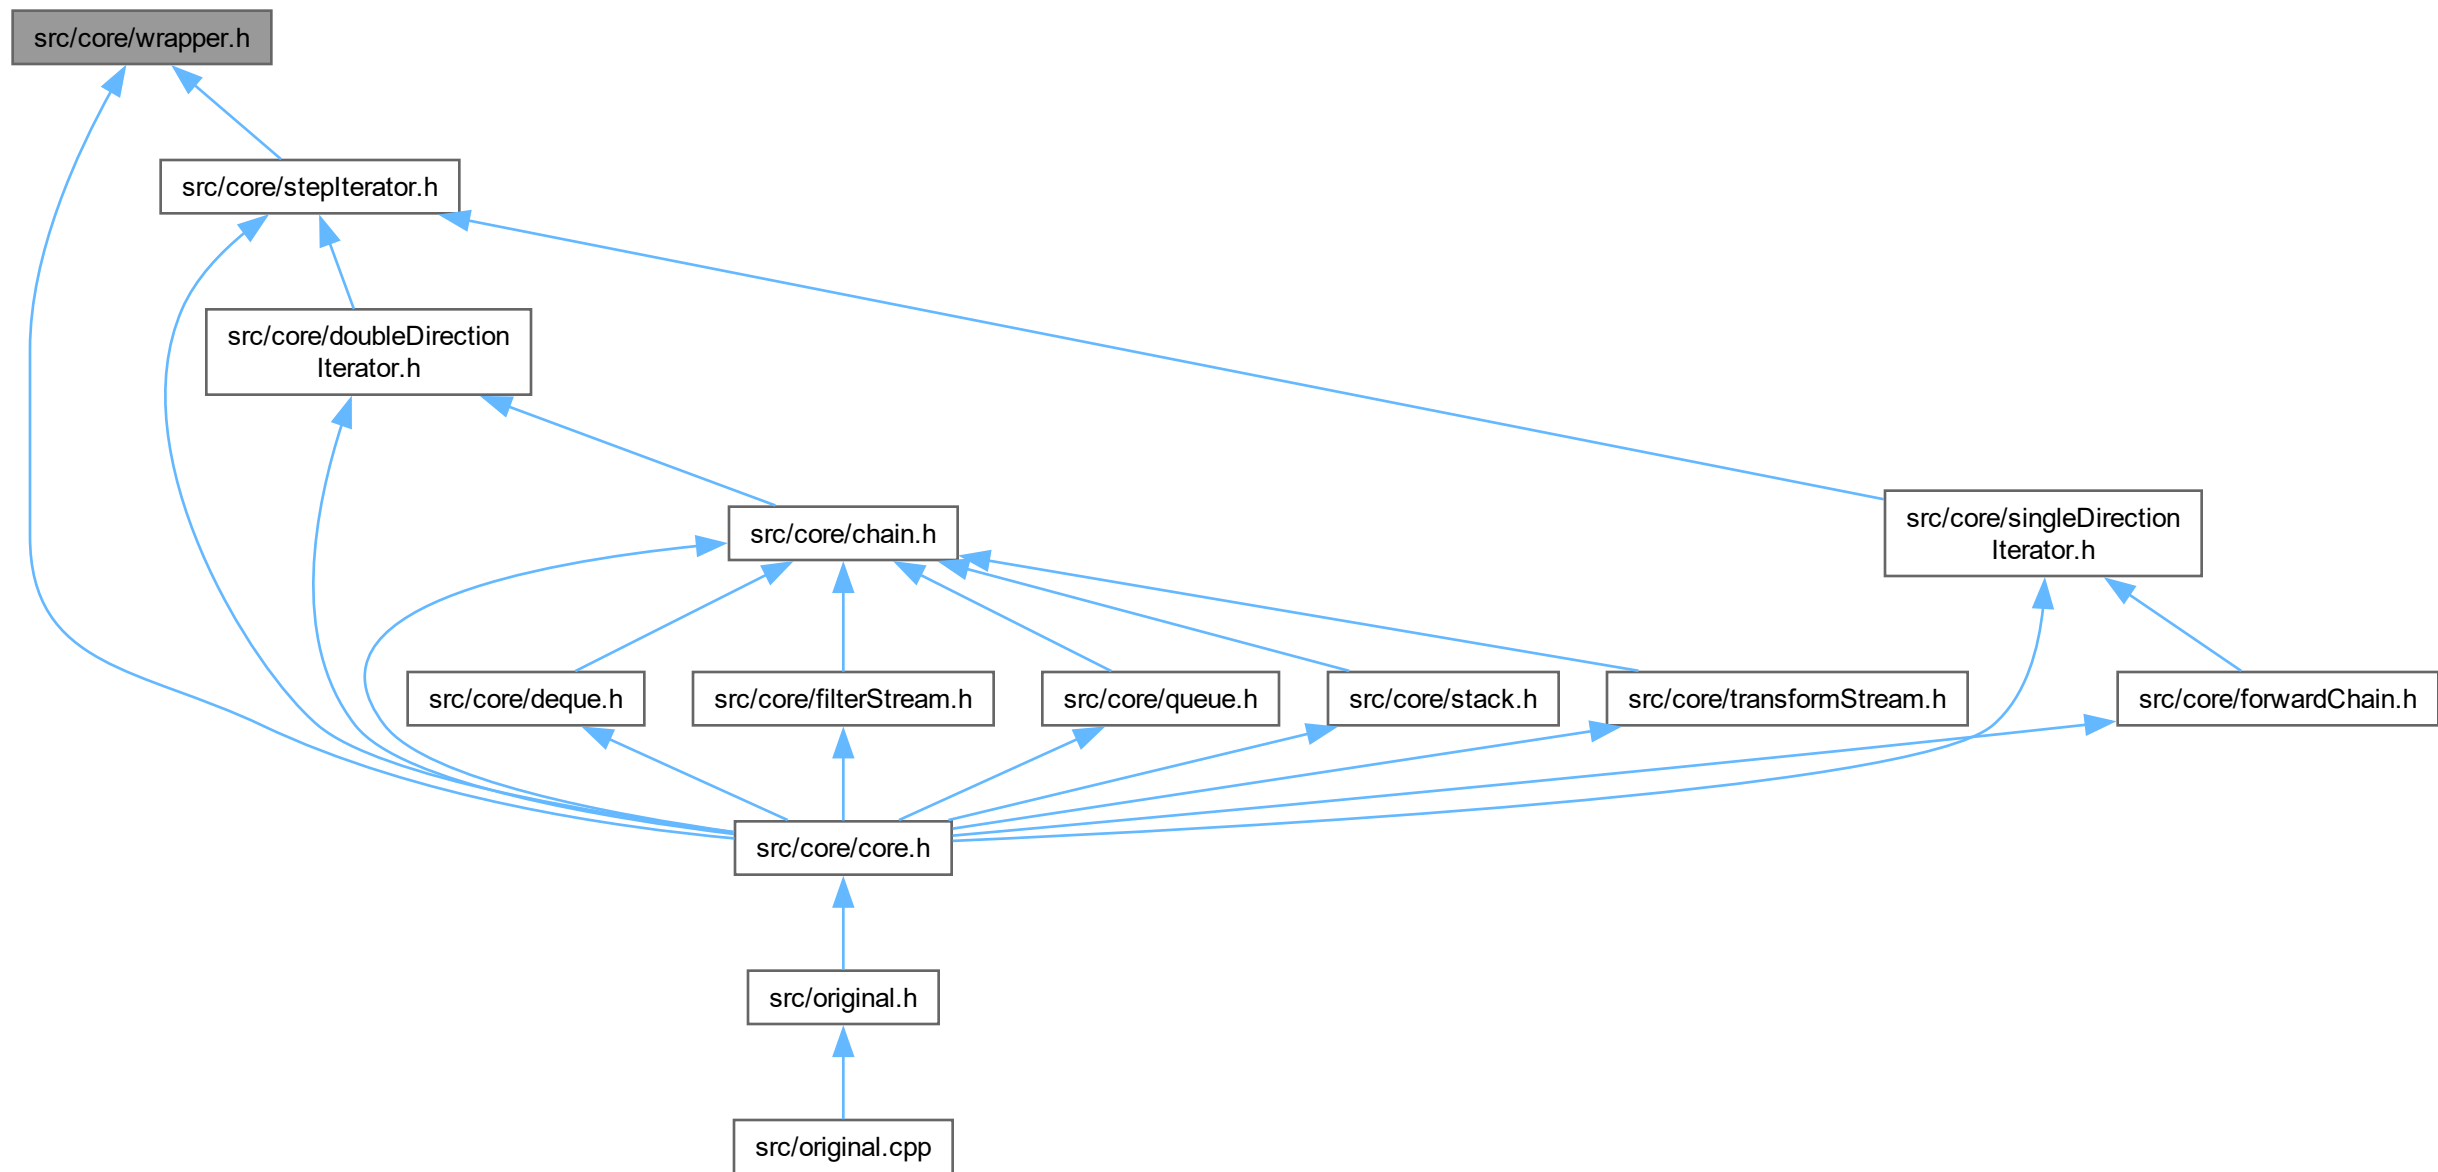 src/core/wrapper.h
src/core/stepIterator.h
src/core/doubleDirection
Iterator.h
src/core/chain.h
src/core/singleDirection
Iterator.h
src/core/deque.h
src/core/filterStream.h
src/core/queue.h
src/core/stack.h
src/core/transformStream.h
src/core/forwardChain.h
src/core/core.h
src/original.h
src/original.cpp